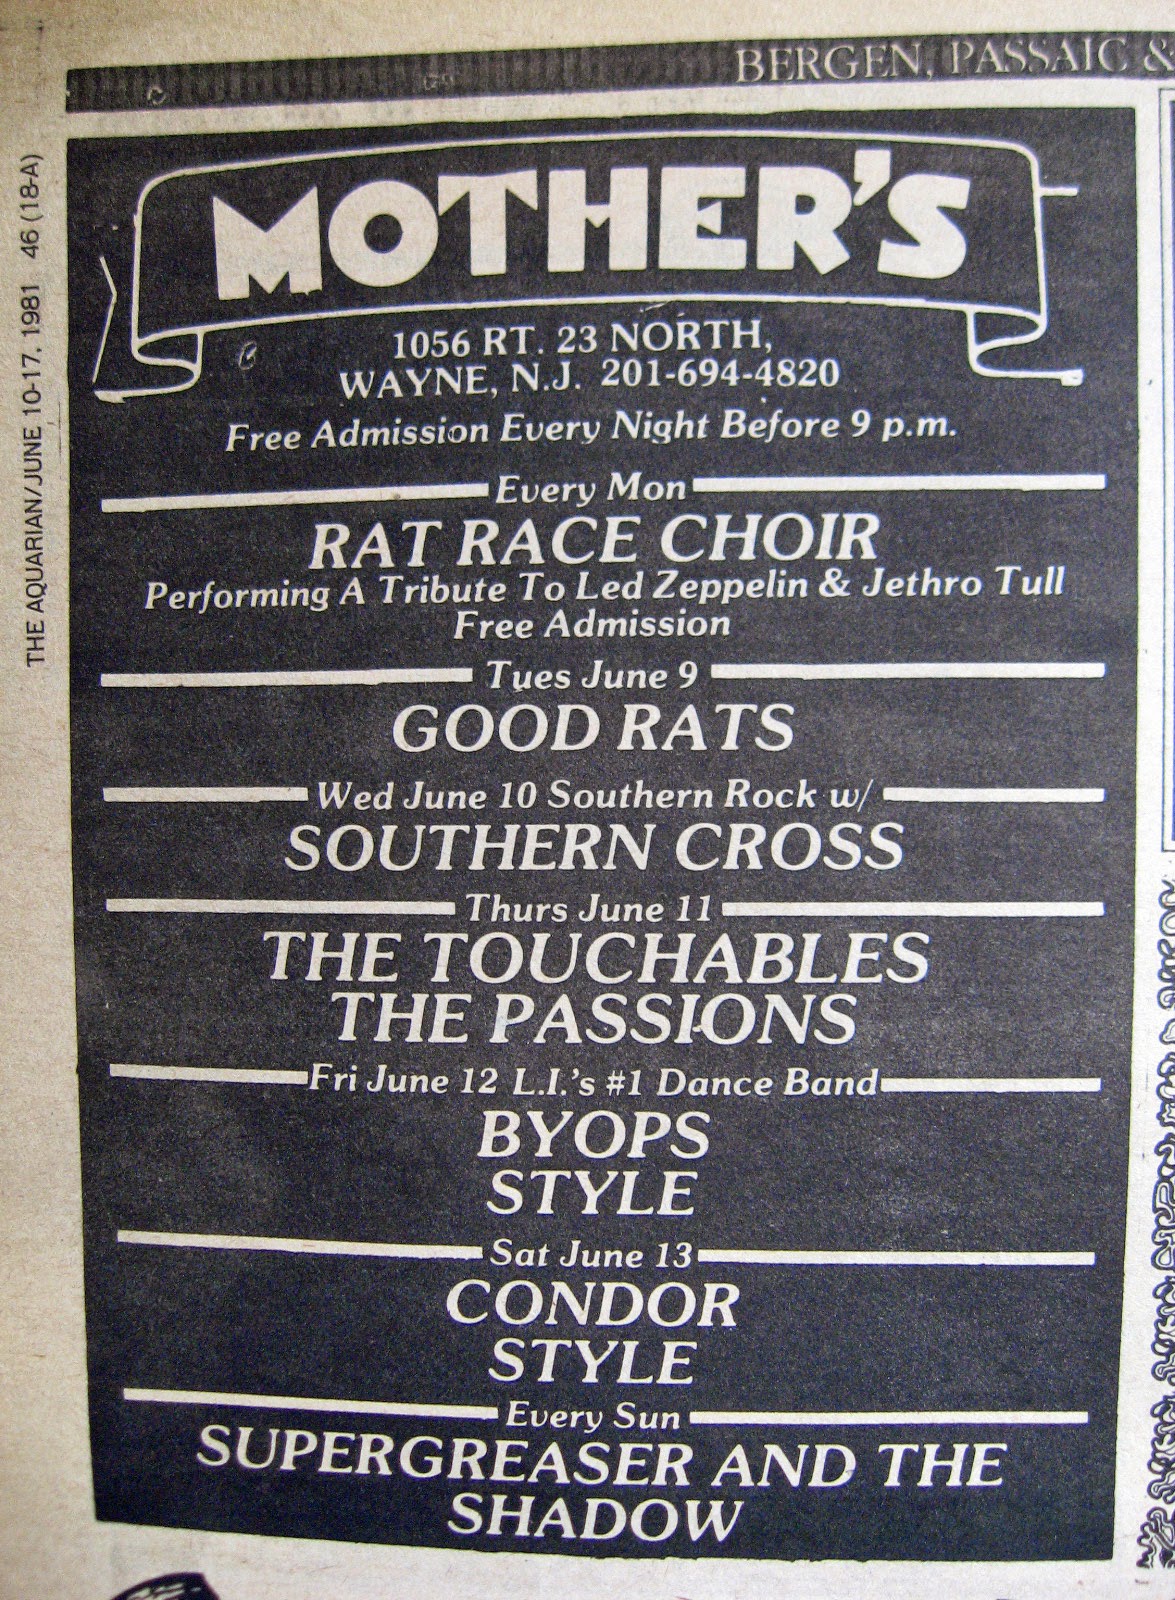 BERGEN, PASSAIC &
THE AQUARIAN/JUNE 10-17, 1981 46 (18-A)
MOTHER'S
1056 RT. 23 NORTH,
WAYNE, N.J. 201-694-4820
Free Admission Every Night Before 9 p.m.
Every Mon
RAT RACE CHOIR
Performing A Tribute To Led Zeppelin & Jethro Tull
Free Admission
Tues June 9
GOOD RATS
Wed June 10 Southern Rock w/
SOUTHERN CROSS
Thurs June 11
THE TOUCHABLES
THE PASSIONS
Fri June 12 L.I.'s #1 Dance Band
BYOPS
STYLE
Sat June 13
CONDOR
STYLE
Every Sun
SUPERGREASER AND THE
SHADOW